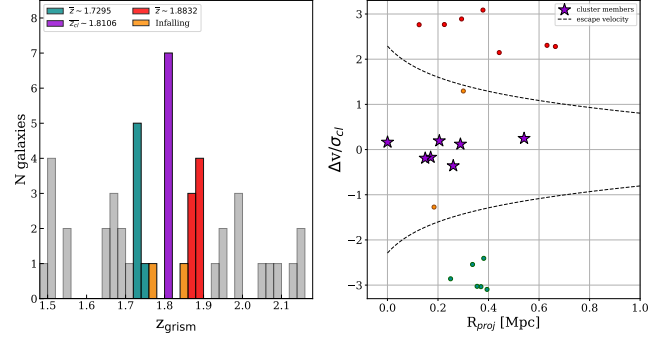 z̄ ~ 1.7295
z̄ ~ 1.8832
z̄_cl ~ 1.8106
Infalling
N galaxies
8
7
6
5
4
3
2
1
0
1.5
1.6
1.7
1.8
1.9
2.0
2.1
z_grism
cluster members
escape velocity
Δv/σ_cl
3
2
1
0
−1
−2
−3
0.0
0.2
0.4
0.6
0.8
1.0
R_proj [Mpc]